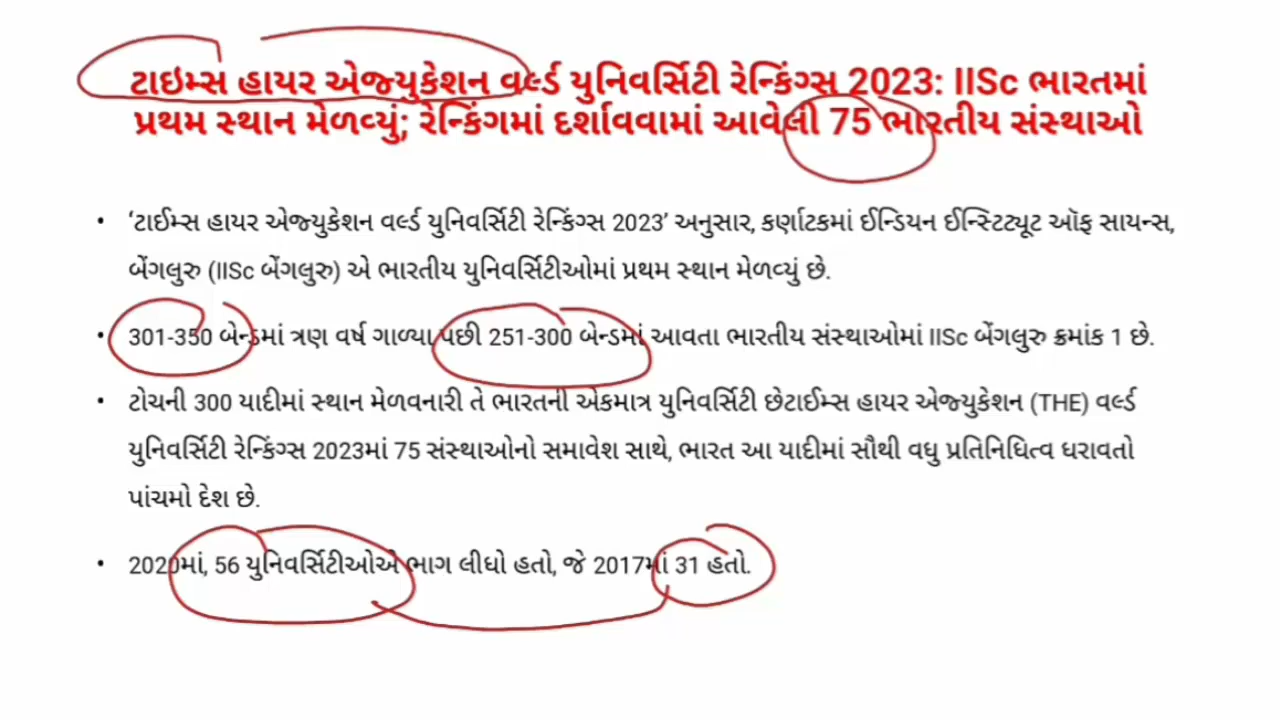 ટાઇમ્સ હાયર એજ્યુકેશન વર્લ્ડ યુનિવર્સિટી રેન્કિંગ્સ 2023: IISc ભારતમાં
પ્રથમ સ્થાન મેળવ્યું; રેન્કિંગમાં દર્શાવવામાં આવેલી 75 ભારતીય સંસ્થાઓ
• ‘ટાઈમ્સ હાયર એજ્યુકેશન વર્લ્ડ યુનિવર્સિટી રેન્કિંગ્સ 2023’ અનુસાર, કર્ણાટકમાં ઈન્ડિયન ઈન્સ્ટિટ્યૂટ ઑફ સાયન્સ,
બેંગલુરુ (IISc બેંગલુરુ) એ ભારતીય યુનિવર્સિટીઓમાં પ્રથમ સ્થાન મેળવ્યું છે.
• 301-350 બેન્ડમાં ત્રણ વર્ષ ગાળ્યા પછી 251-300 બેન્ડમાં આવતા ભારતીય સંસ્થાઓમાં IISc બેંગલુરુ ક્રમાંક 1 છે.
• ટોચની 300 યાદીમાં સ્થાન મેળવનારી તે ભારતની એકમાત્ર યુનિવર્સિટી છેટાઈમ્સ હાયર એજ્યુકેશન (THE) વર્લ્ડ
યુનિવર્સિટી રેન્કિંગ્સ 2023માં 75 સંસ્થાઓનો સમાવેશ સાથે, ભારત આ યાદીમાં સૌથી વધુ પ્રતિનિધિત્વ ધરાવતો
પાંચમો દેશ છે.
• 2020માં, 56 યુનિવર્સિટીઓએ ભાગ લીધો હતો, જે 2017માં 31 હતો.